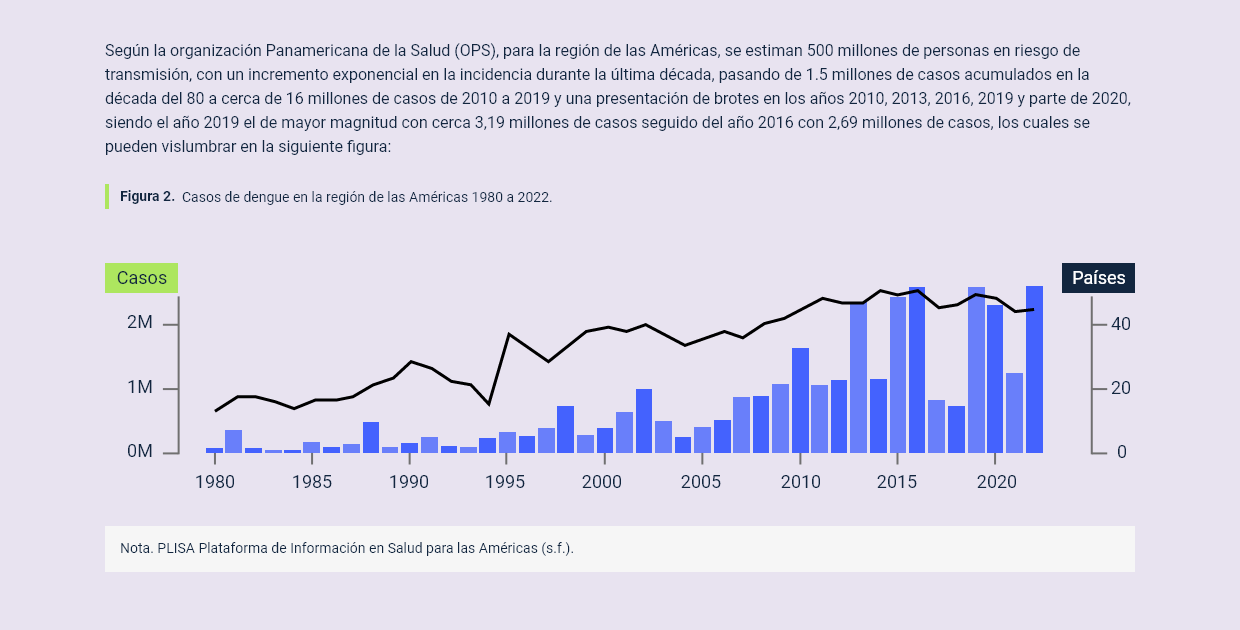 Según la organización Panamericana de la Salud (OPS), para la región de las Américas, se estiman 500 millones de personas en riesgo de
transmisión, con un incremento exponencial en la incidencia durante la última década, pasando de 1.5 millones de casos acumulados en la
década del 80 a cerca de 16 millones de casos de 2010 a 2019 y una presentación de brotes en los años 2010, 2013, 2016, 2019 y parte de 2020,
siendo el año 2019 el de mayor magnitud con cerca 3,19 millones de casos seguido del año 2016 con 2,69 millones de casos, los cuales se
pueden vislumbrar en la siguiente figura:
Figura 2. Casos de dengue en la región de las Américas 1980 a 2022.
Casos Países
2M 40
1M 20
0M 0
1980 1985 1990 1995 2000 2005 2010 2015 2020
Nota. PLISA Plataforma de Información en Salud para las Américas (s.f.).